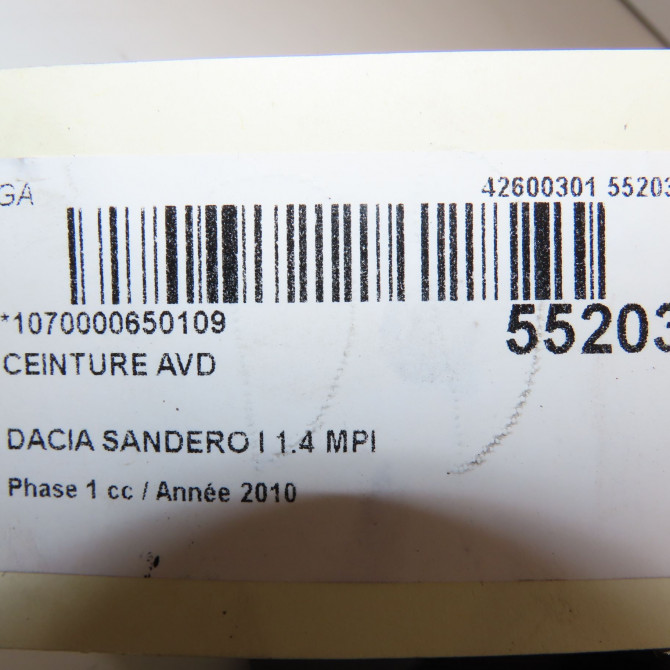 GA 42600301 55203
*1070000650109 55203
CEINTURE AVD
DACIA SANDERO I 1.4 MPI
Phase 1 cc / Année 2010